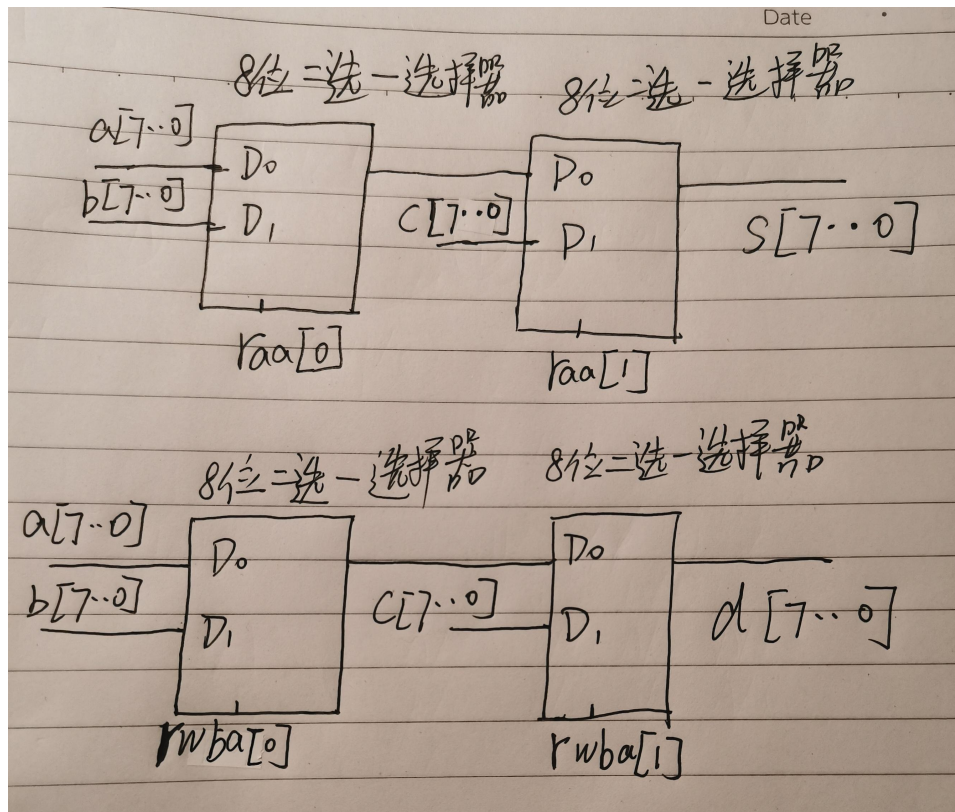 Date
8位二选一选择器 8位二选一选择器
a[7..0]
D0 D0
b[7..0]
D1 C[7..0] D1 S[7..0]
raa[0] raa[1]
8位二选一选择器 8位二选一选择器
a[7..0]
D0 D0
b[7..0] C[7..0] d[7..0]
D1 D1
rwba[0] rwba[1]